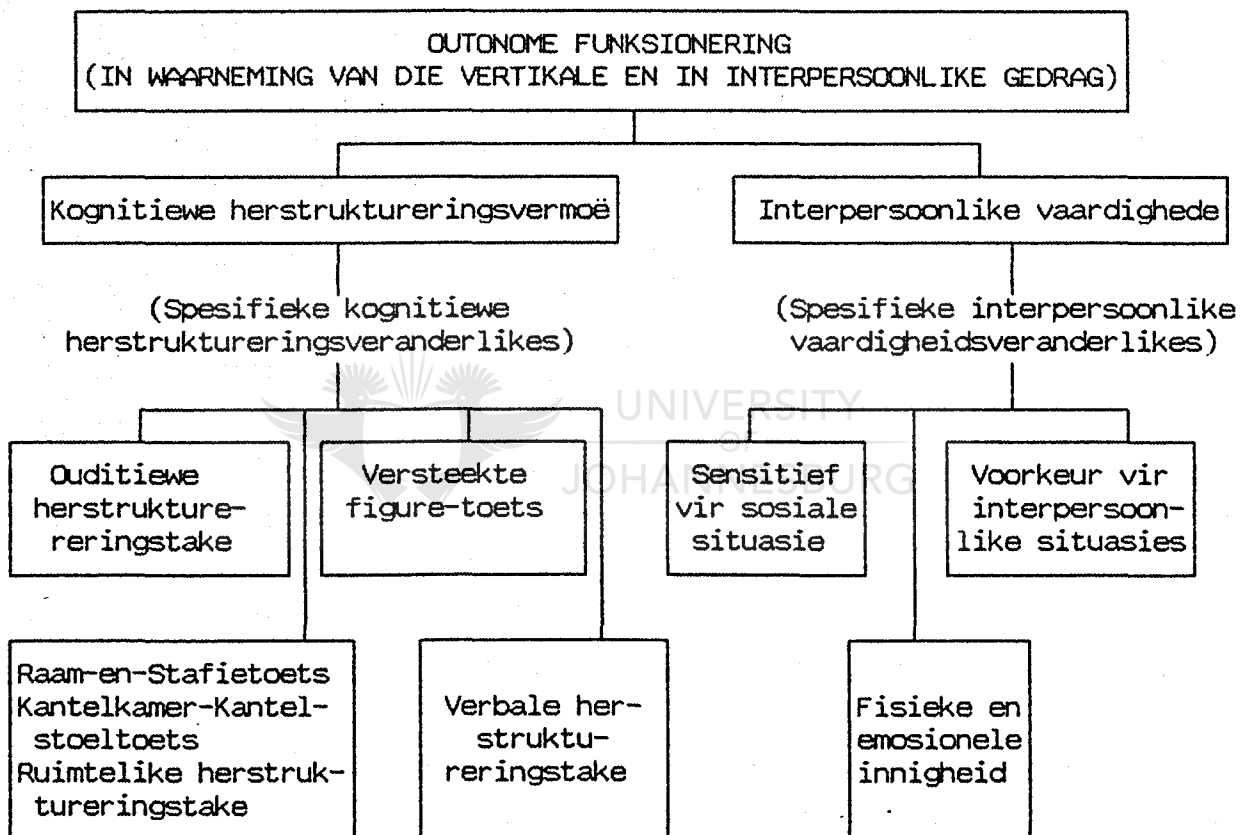 OUTONOME FUNKSIONERING
(IN WAARNEMING VAN DIE VERTIKALE EN IN INTERPERSOONLIKE GEDRAG)
Kognitiewe herstruktureringsvermoë
Interpersoonlike vaardighede
(Spesifieke kognitiewe
herstruktureringsveranderlikes)
(Spesifieke interpersoonlike
vaardigheidsveranderlikes)
UNIVERSITY
OF
JOHANNESBURG
Ouditiewe
herstrukture-
reringstake
Versteekte
figure-toets
Sensitief
vir sosiale
situasie
Voorkeur vir
interpersoon-
like situasies
Raam-en-Stafietoets
Kantelkamer-Kantel-
stoeltoets
Ruimtelike herstruk-
tureringstake
Verbale her-
struktu-
reringstake
Fisieke en
emosionele
innigheid